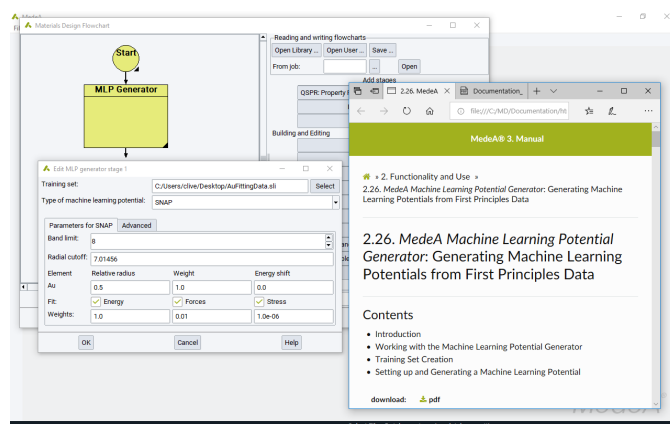 MedeA
Materials Design Flowchart
Start
MLP Generator
Reading and writing flowcharts
Open Library ... Open User ... Save ...
From job: ... Open
Add stages
QSPR: Property
Building and Editing
Edit MLP generator stage 1
Training set: C:/Users/clive/Desktop/AuFittingData.sli Select
Type of machine learning potential: SNAP
Parameters for SNAP Advanced
Band limit: 8
Radial cutoff: 7.01456
Element Relative radius Weight Energy shift
Au 0.5 1.0 0.0
Fit: Energy Forces Stress
Weights: 1.0 0.01 1.0e-06
OK Cancel Help
2.26. MedeA Documentation_
file:///C:/MD/Documentation/ht
MedeA® 3. Manual
» 2. Functionality and Use »
2.26. MedeA Machine Learning Potential Generator: Generating Machine
Learning Potentials from First Principles Data
2.26. MedeA Machine Learning Potential
Generator: Generating Machine Learning
Potentials from First Principles Data
Contents
• Introduction
• Working with the Machine Learning Potential Generator
• Training Set Creation
• Setting up and Generating a Machine Learning Potential
download: pdf